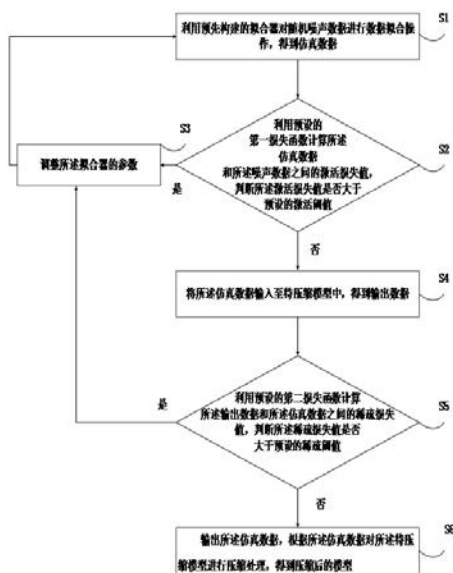 S1
利用预先构建的拟合器对随机噪声数据进行数据拟合操
作，得到仿真数据
S3
调整所述拟合器的参数
利用预设的
第一损失函数计算所述
仿真数据
和所述噪声数据之间的激活损失值，
判断所述激活损失值是否大于
预设的激活阈值
S2
是
否
S4
将所述仿真数据输入至待压缩模型中，得到输出数据
是
利用预设的第二损失函数计算
所述输出数据和所述仿真数据之间的稀疏损失
值，判断所述稀疏损失值是否
大于预设的稀疏阈值
S5
否
S6
输出所述仿真数据，根据所述仿真数据对所述待压
缩模型进行压缩处理，得到压缩后的模型